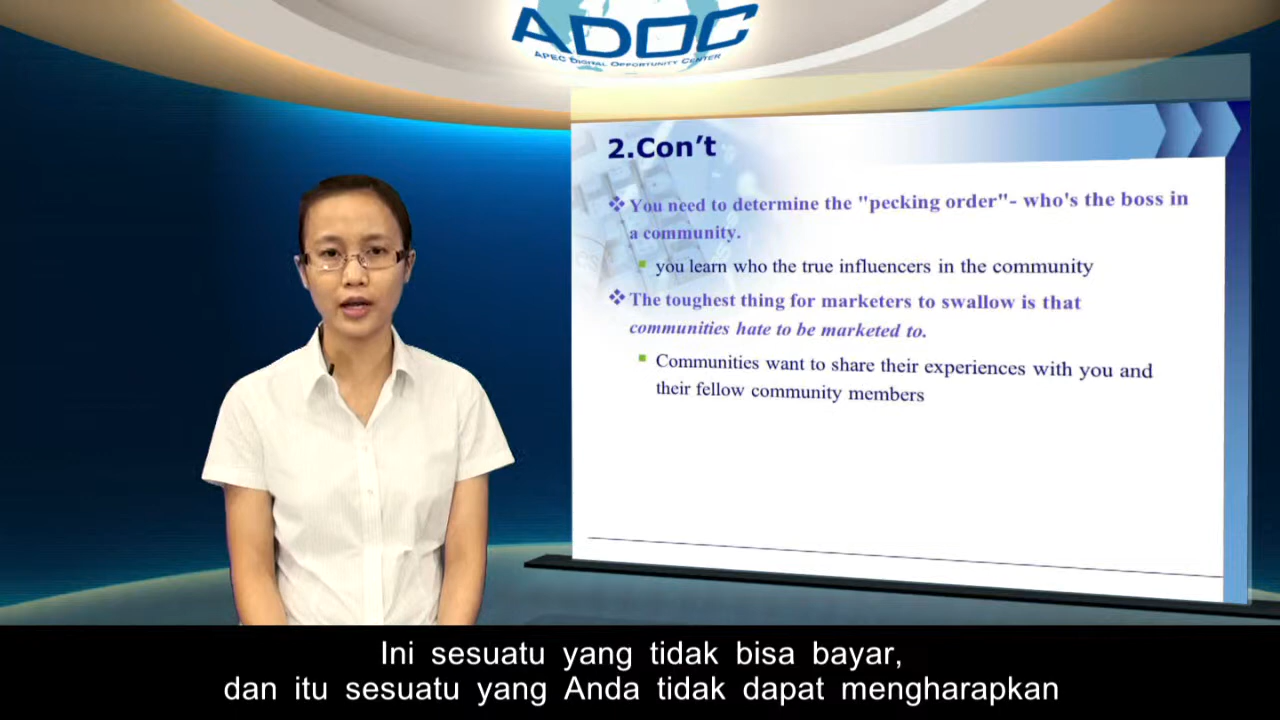 ADOC
APEC DIGITAL OPPORTUNITY CENTER
2.Con't
You need to determine the "pecking order"- who's the boss in
a community.
you learn who the true influencers in the community
The toughest thing for marketers to swallow is that
communities hate to be marketed to.
Communities want to share their experiences with you and
their fellow community members
Ini sesuatu yang tidak bisa bayar,
dan itu sesuatu yang Anda tidak dapat mengharapkan